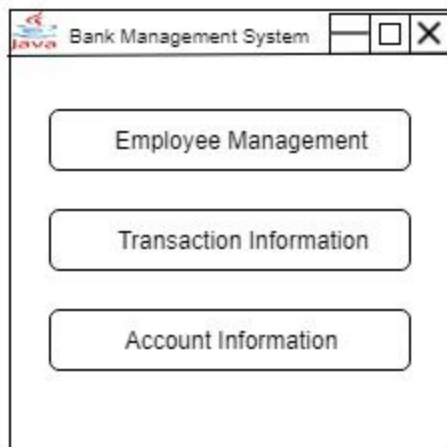 Java
Bank Management System
Employee Management
Transaction Information
Account Information